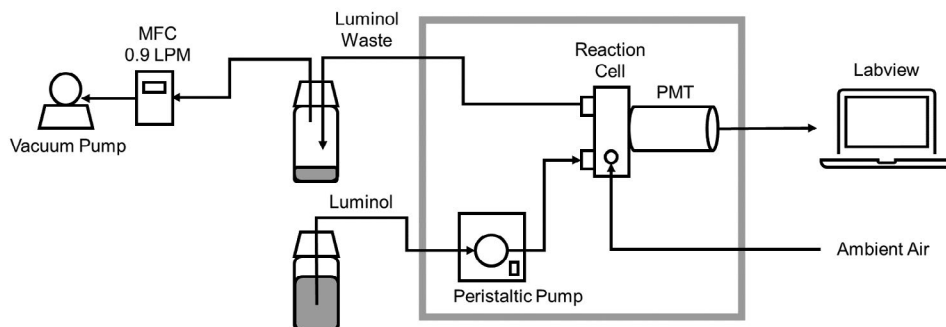 MFC
0.9 LPM
Vacuum Pump
Luminol
Waste
Luminol
Reaction
Cell
PMT
Peristaltic Pump
Labview
Ambient Air